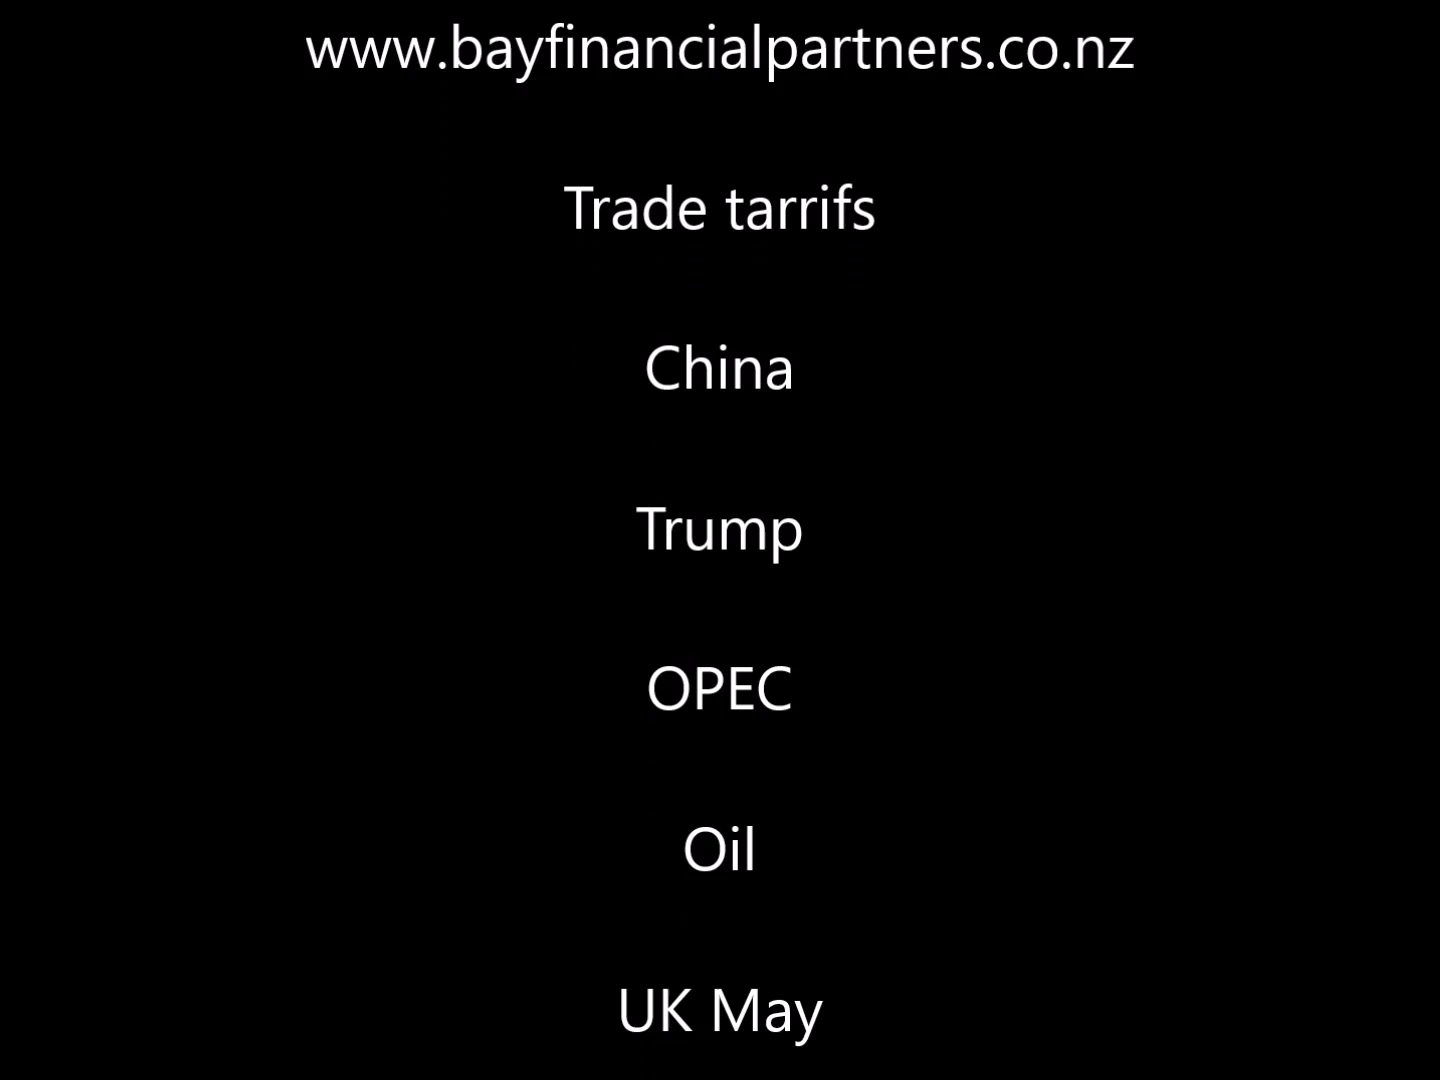 www.bayfinancialpartners.co.nz
Trade tarrifs
China
Trump
OPEC
Oil
UK May